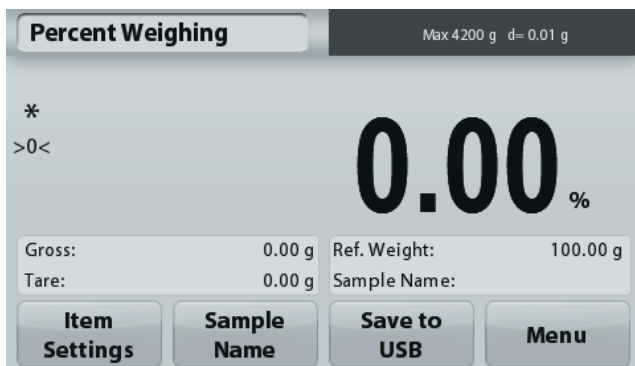 Percent Weighing
Max 4200 g d= 0.01 g
*
>0<
0.00 %
Gross: 0.00 g
Ref. Weight: 100.00 g
Tare: 0.00 g
Sample Name:
Item Settings
Sample Name
Save to USB
Menu